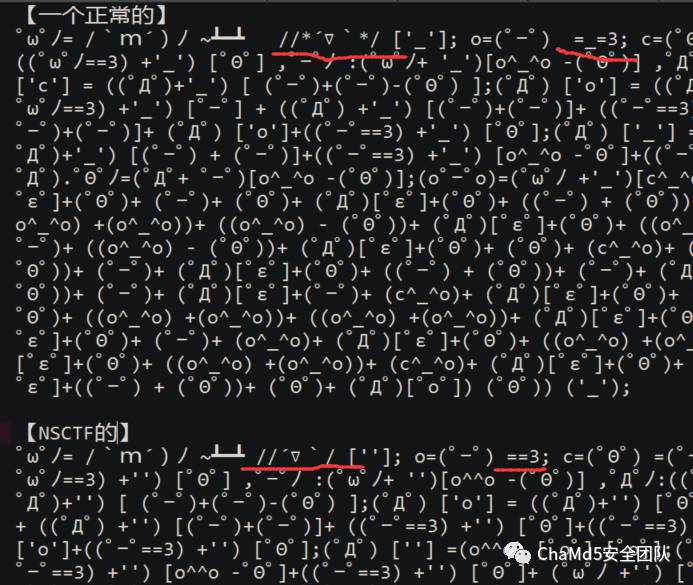 【一个正常的】
ﾟωﾟﾉ= /｀ｍ´）ﾉ ~┻━┻   //*´∇｀*/ ['_']; o=(ﾟｰﾟ)  =_=3; c=(ﾟ
((ﾟωﾟﾉ==3) +'_') [ﾟΘﾟ] ,ﾟｰﾟﾉ :(ﾟωﾟﾉ+ '_')[o^_^o -(ﾟΘﾟ)] ,ﾟДﾟ
['c'] = ((ﾟДﾟ)+'_') [ (ﾟｰﾟ)+(ﾟｰﾟ)-(ﾟΘﾟ) ];(ﾟДﾟ) ['o'] = ((ﾟД
ω ﾟﾉ==3) +'_') [ﾟｰﾟ] + ((ﾟДﾟ) +'_') [(ﾟｰﾟ)+(ﾟｰﾟ)]+ ((ﾟｰﾟ==3)
ｰﾟ)+(ﾟｰﾟ)]+ (ﾟДﾟ) ['o']+((ﾟｰﾟ==3) +'_') [ﾟΘﾟ];(ﾟДﾟ) ['_']
Дﾟ)+'_') [(ﾟｰﾟ) + (ﾟｰﾟ)]+((ﾟｰﾟ==3) +'_') [o^_^o -ﾟΘﾟ]+((ﾟｰ
Дﾟ).ﾟΘﾟﾉ=(ﾟДﾟ+ ﾟｰﾟ)[o^_^o -(ﾟΘﾟ)];(oﾟｰﾟo)=(ﾟωﾟﾉ +'_')[c^_^
ﾟεﾟ]+(ﾟΘﾟ)+ (ﾟｰﾟ)+ (ﾟΘﾟ)+ (ﾟДﾟ)[ﾟεﾟ]+(ﾟΘﾟ)+ ((ﾟｰﾟ) + (ﾟΘﾟ)
o^_^o) +(o^_^o))+ ((o^_^o) - (ﾟΘﾟ))+ (ﾟДﾟ)[ﾟεﾟ]+(ﾟΘﾟ)+ ((o^_
ｰﾟ)+ ((o^_^o) - (ﾟΘﾟ))+ (ﾟДﾟ)[ﾟεﾟ]+(ﾟΘﾟ)+ (ﾟΘﾟ)+ (c^_^o)+ (
ﾟΘﾟ))+ (ﾟｰﾟ)+ (ﾟДﾟ)[ﾟεﾟ]+(ﾟΘﾟ)+ ((ﾟｰﾟ) + (ﾟΘﾟ))+ (ﾟｰﾟ)+ (ﾟД
ﾟΘﾟ))+ (ﾟｰﾟ)+ (ﾟДﾟ)[ﾟεﾟ]+(ﾟｰﾟ)+ (c^_^o)+ (ﾟДﾟ)[ﾟεﾟ]+(ﾟΘﾟ)+
ﾟΘﾟ)+ ((o^_^o) +(o^_^o))+ ((o^_^o) +(o^_^o))+ (ﾟДﾟ)[ﾟεﾟ]+(ﾟ
ﾟεﾟ]+(ﾟΘﾟ)+ (ﾟｰﾟ)+ (o^_^o)+ (ﾟДﾟ)[ﾟεﾟ]+(ﾟΘﾟ)+ ((o^_^o) +(o^
[ﾟεﾟ]+(ﾟΘﾟ)+ ((o^_^o) +(o^_^o))+ (c^_^o)+ (ﾟДﾟ)[ﾟεﾟ]+(ﾟΘﾟ)+
ﾟεﾟ]+((ﾟｰﾟ) + (ﾟΘﾟ))+ (ﾟΘﾟ)+ (ﾟДﾟ)[ﾟoﾟ]) (ﾟΘﾟ)) ('_');
【NSCTF的】
ﾟωﾟﾉ= /｀ｍ´）ﾉ ~┻━┻   //´∇｀/ ['']; o=(ﾟｰﾟ) ==3; c=(ﾟΘﾟ) =(ﾟｰ
ﾟωﾟﾉ==3) +'') [ﾟΘﾟ] ,ﾟｰﾟﾉ :(ﾟωﾟﾉ+ '')[o^^o -(ﾟΘﾟ)] ,ﾟДﾟﾉ:((
ﾟДﾟ)+'') [ (ﾟｰﾟ)+(ﾟｰﾟ)-(ﾟΘﾟ) ];(ﾟДﾟ) ['o'] = ((ﾟДﾟ)+'') [ﾟΘ
+ ((ﾟДﾟ) +'') [(ﾟｰﾟ)+(ﾟｰﾟ)]+ ((ﾟｰﾟ==3) +'') [ﾟΘﾟ]+((ﾟｰﾟ==3)
['o']+((ﾟｰﾟ==3) +'') [ﾟΘﾟ];(ﾟДﾟ) [''] =(o^^
ﾟｰﾟ==3) +'') [o^^o -ﾟΘﾟ]+((ﾟｰﾟ==3) +'') [ﾟΘﾟ]+ (ﾟωﾟﾉ +'') [o
ChaMd5安全团队